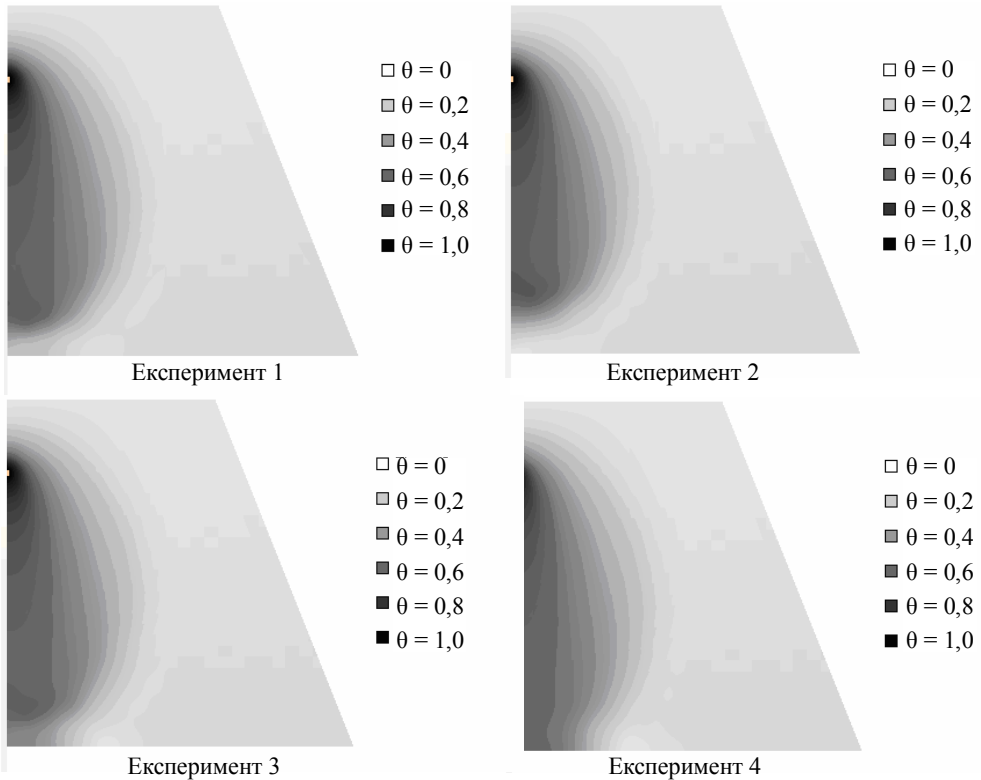 θ = 0
θ = 0,2
θ = 0,4
θ = 0,6
θ = 0,8
θ = 1,0
Експеримент 1
θ = 0
θ = 0,2
θ = 0,4
θ = 0,6
θ = 0,8
θ = 1,0
Експеримент 2
θ = 0
θ = 0,2
θ = 0,4
θ = 0,6
θ = 0,8
θ = 1,0
Експеримент 3
θ = 0
θ = 0,2
θ = 0,4
θ = 0,6
θ = 0,8
θ = 1,0
Експеримент 4